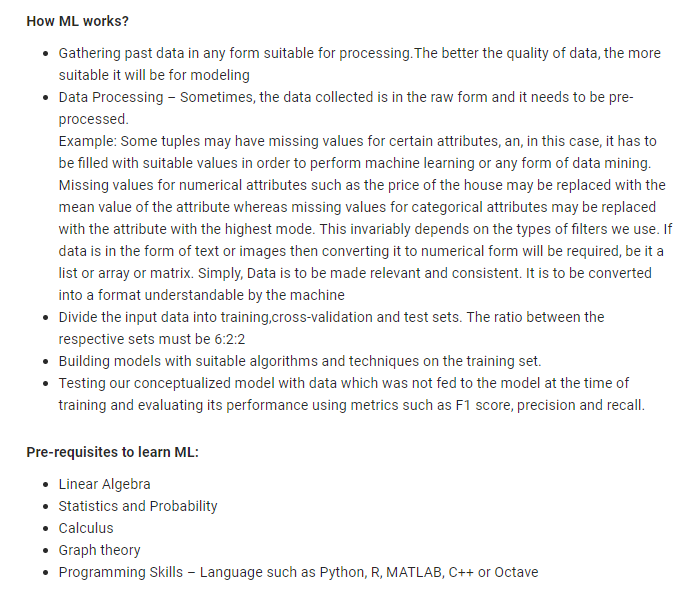 How ML works?
• Gathering past data in any form suitable for processing.The better the quality of data, the more
suitable it will be for modeling
• Data Processing – Sometimes, the data collected is in the raw form and it needs to be pre-
processed.
Example: Some tuples may have missing values for certain attributes, an, in this case, it has to
be filled with suitable values in order to perform machine learning or any form of data mining.
Missing values for numerical attributes such as the price of the house may be replaced with the
mean value of the attribute whereas missing values for categorical attributes may be replaced
with the attribute with the highest mode. This invariably depends on the types of filters we use. If
data is in the form of text or images then converting it to numerical form will be required, be it a
list or array or matrix. Simply, Data is to be made relevant and consistent. It is to be converted
into a format understandable by the machine
• Divide the input data into training,cross-validation and test sets. The ratio between the
respective sets must be 6:2:2
• Building models with suitable algorithms and techniques on the training set.
• Testing our conceptualized model with data which was not fed to the model at the time of
training and evaluating its performance using metrics such as F1 score, precision and recall.
Pre-requisites to learn ML:
• Linear Algebra
• Statistics and Probability
• Calculus
• Graph theory
• Programming Skills – Language such as Python, R, MATLAB, C++ or Octave